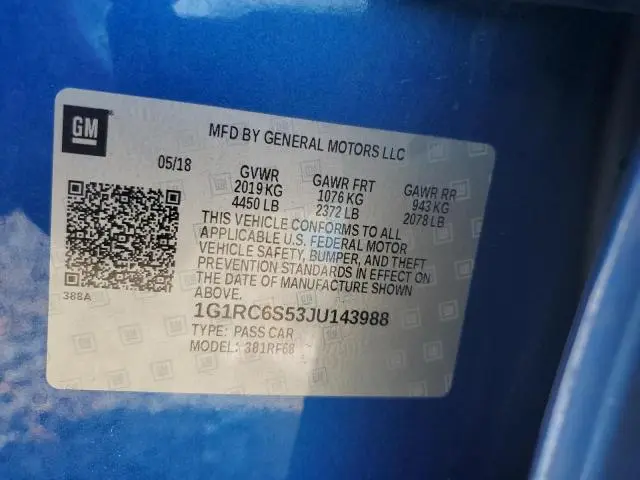 GM
MFD BY GENERAL MOTORS LLC
05/18
GVWR
2019 KG
4450 LB
GAWR FRT
1076 KG
2372 LB
GAWR RR
943 KG
2078 LB
THIS VEHICLE CONFORMS TO ALL
APPLICABLE U.S. FEDERAL MOTOR
VEHICLE SAFETY, BUMPER, AND THEFT
PREVENTION STANDARDS IN EFFECT ON
THE DATE OF MANUFACTURE SHOWN
ABOVE.
388A
1G1RC6S53JU143988
TYPE: PASS CAR
MODEL: 381RF68